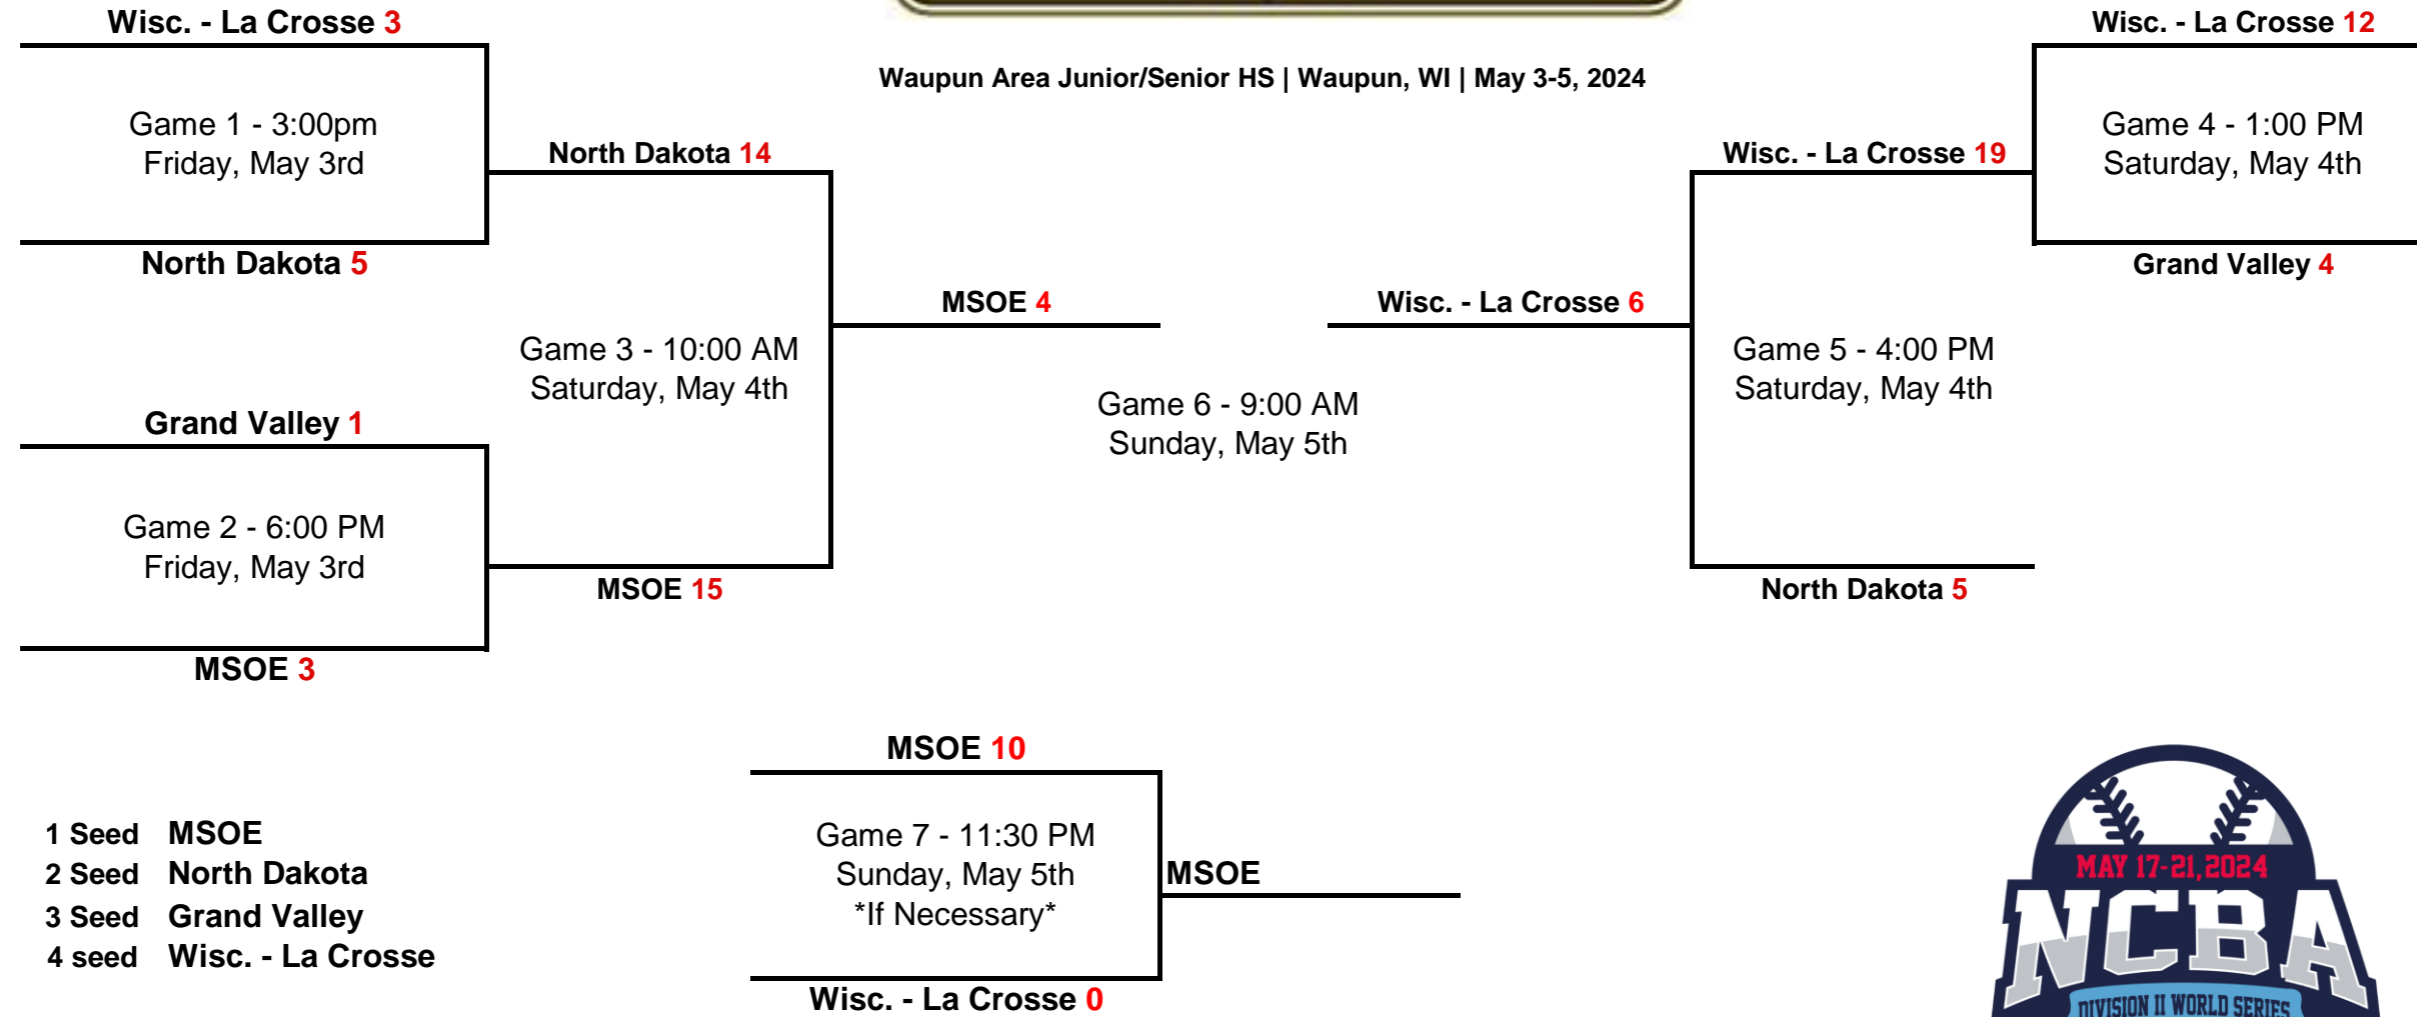 Wisc. - La Crosse 3
Wisc. - La Crosse 12
Waupun Area Junior/Senior HS | Waupun, WI | May 3-5, 2024
Game 1 - 3:00pm
Friday, May 3rd
North Dakota 14
Wisc. - La Crosse 19
Game 4 - 1:00 PM
Saturday, May 4th
North Dakota 5
Grand Valley 4
MSOE 4
Wisc. - La Crosse 6
Game 3 - 10:00 AM
Saturday, May 4th
Game 5 - 4:00 PM
Saturday, May 4th
Game 6 - 9:00 AM
Sunday, May 5th
Grand Valley 1
Game 2 - 6:00 PM
Friday, May 3rd
MSOE 15
North Dakota 5
MSOE 3
MSOE 10
Game 7 - 11:30 PM
Sunday, May 5th
*If Necessary*
MSOE
Wisc. - La Crosse 0
1 Seed MSOE
2 Seed North Dakota
3 Seed Grand Valley
4 seed Wisc. - La Crosse
MAY 17-21, 2024
NCBA
DIVISION II WORLD SERIES